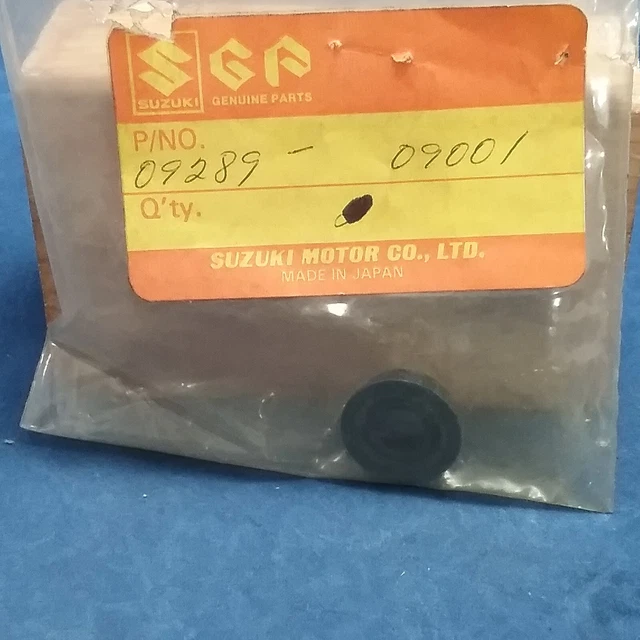 SGP
SUZUKI GENUINE PARTS
P/NO.
09289 - 09001
Q'ty.
SUZUKI MOTOR CO., LTD.
MADE IN JAPAN